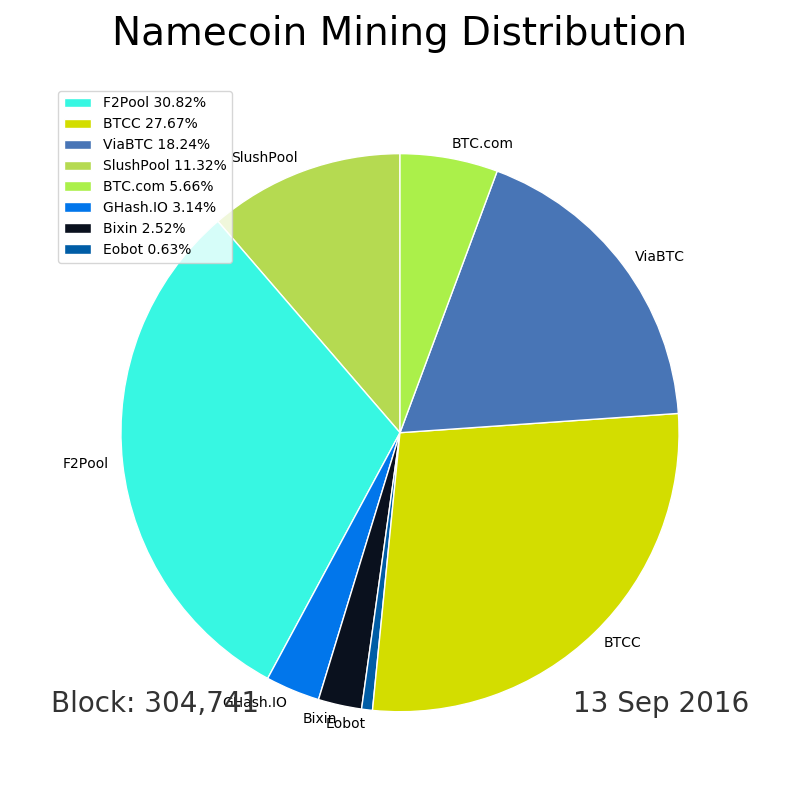 Namecoin Mining Distribution
F2Pool 30.82%
BTCC 27.67%
ViaBTC 18.24%
SlushPool 11.32%
BTC.com 5.66%
GHash.IO 3.14%
Bixin 2.52%
Eobot 0.63%
BTC.com
SlushPool
ViaBTC
F2Pool
BTCC
GHash.IO
Bixin
Eobot
Block: 304,741
13 Sep 2016